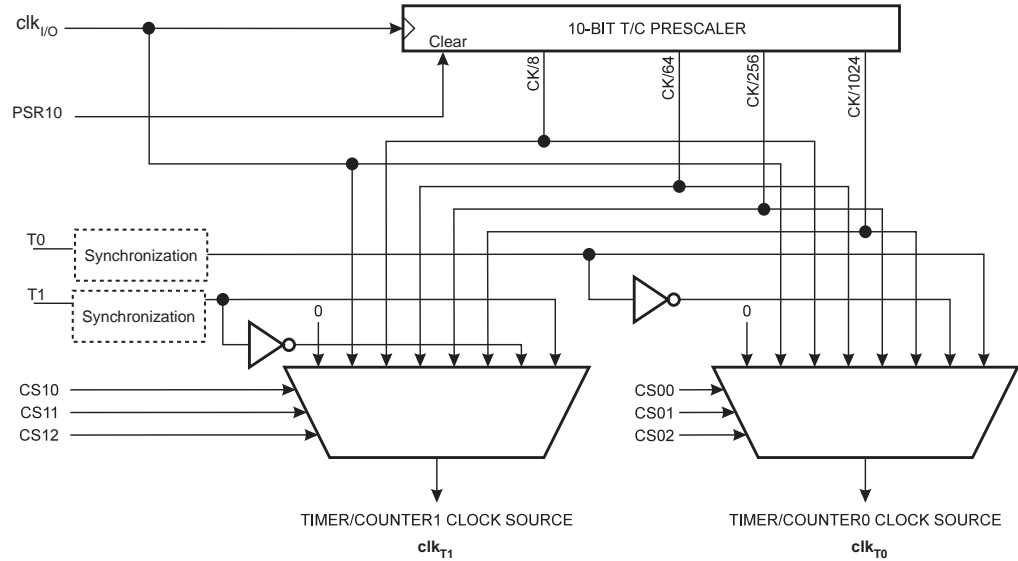 clkI/O
10-BIT T/C PRESCALER
Clear
CK/8
CK/64
CK/256
CK/1024
PSR10
T0
Synchronization
T1
Synchronization
0
0
CS10
CS11
CS12
CS00
CS01
CS02
TIMER/COUNTER1 CLOCK SOURCE
clkT1
TIMER/COUNTER0 CLOCK SOURCE
clkT0